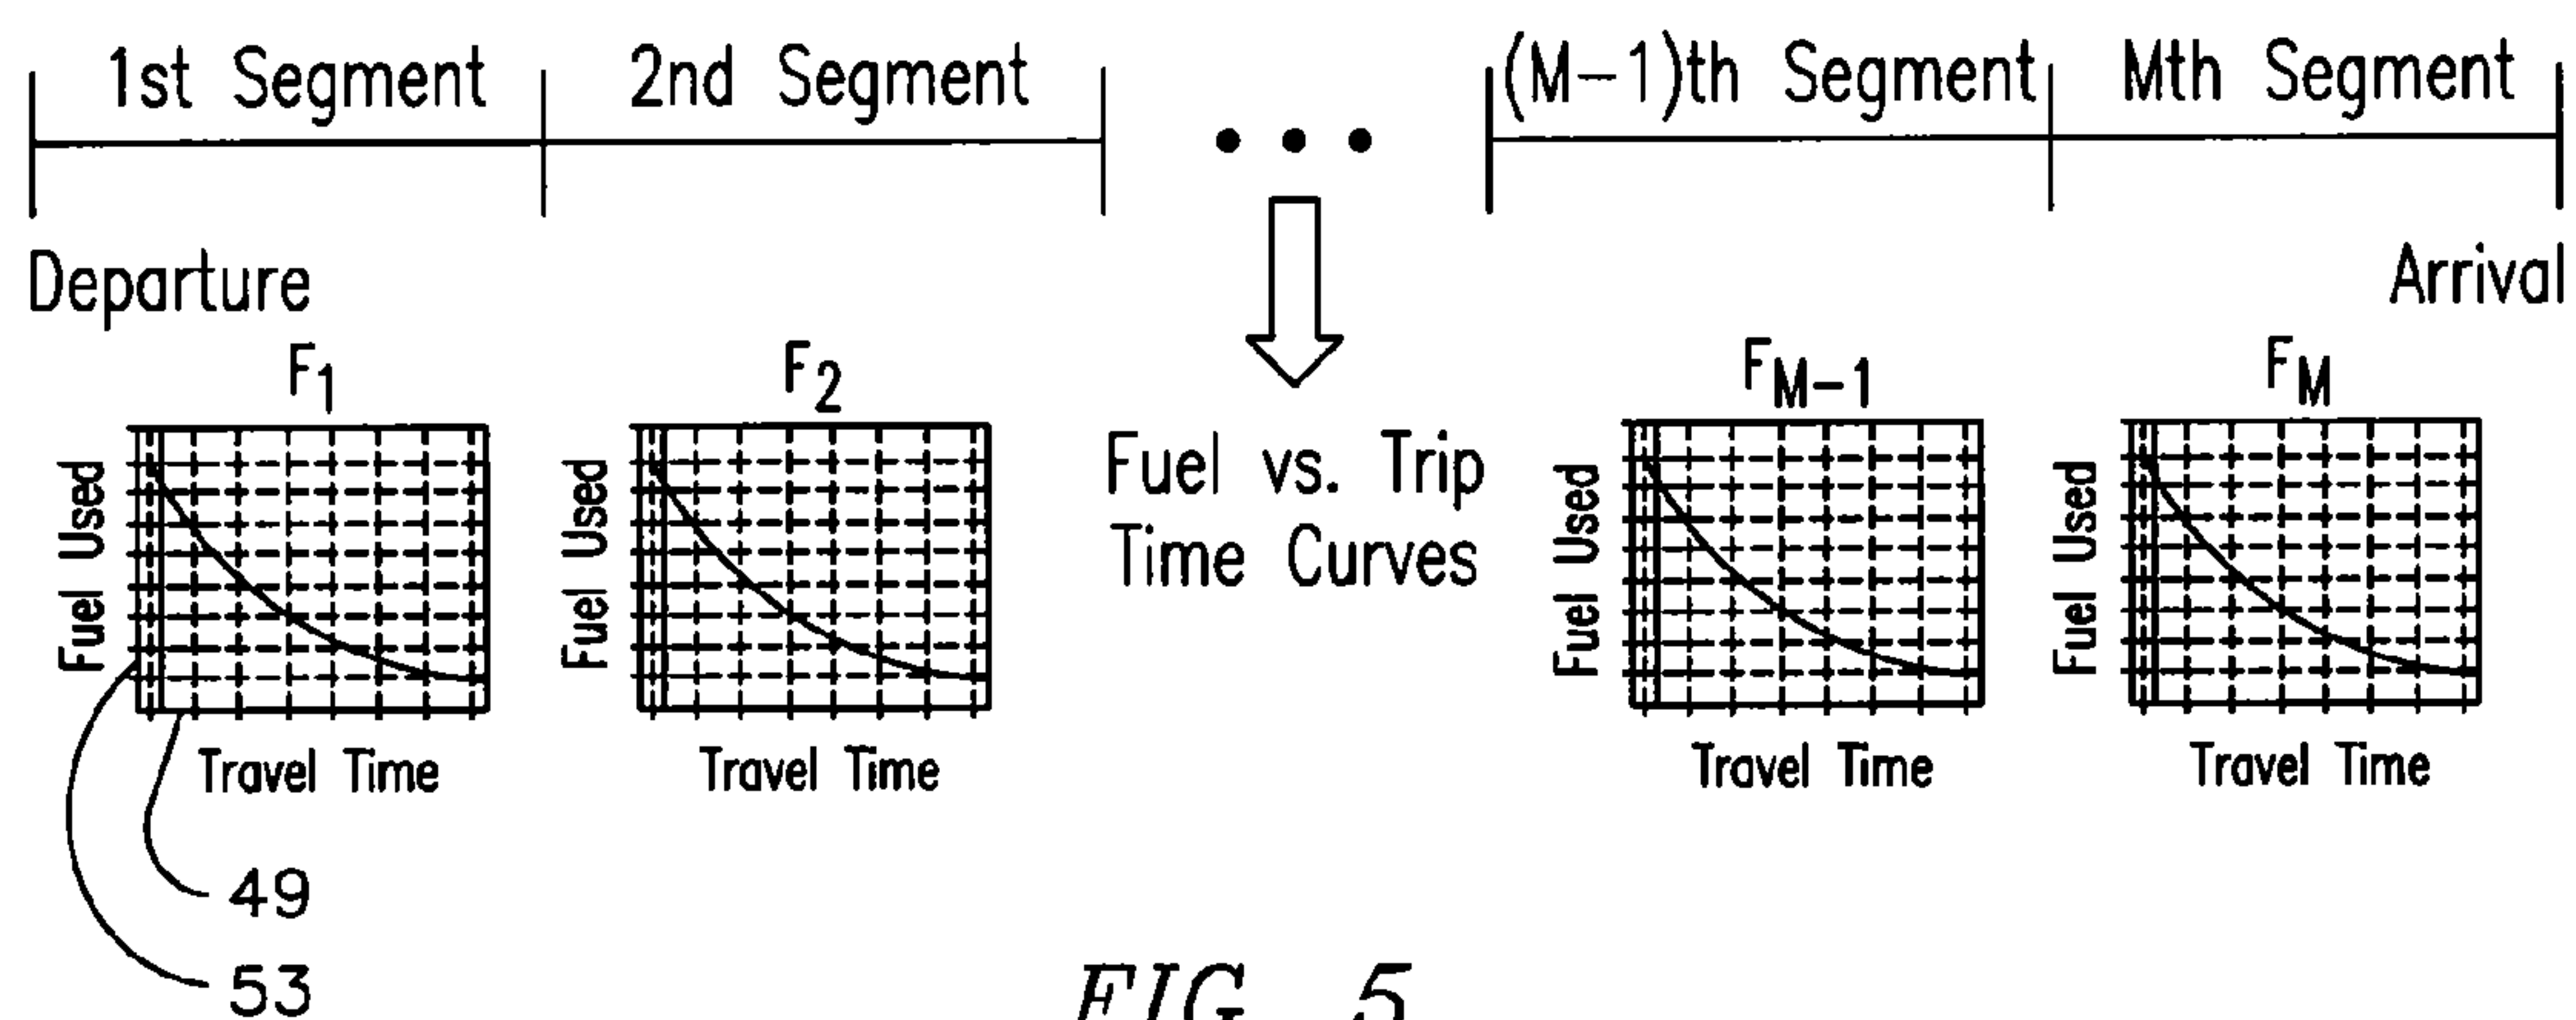 1st Segment 2nd Segment (M-1)th Segment Mth Segment
Departure Arrival
F1 F2 FM-1 FM
Fuel Used
Fuel Used
Fuel vs. Trip
Time Curves
Fuel Used
Fuel Used
Travel Time Travel Time Travel Time Travel Time
49
53
FIG. 5